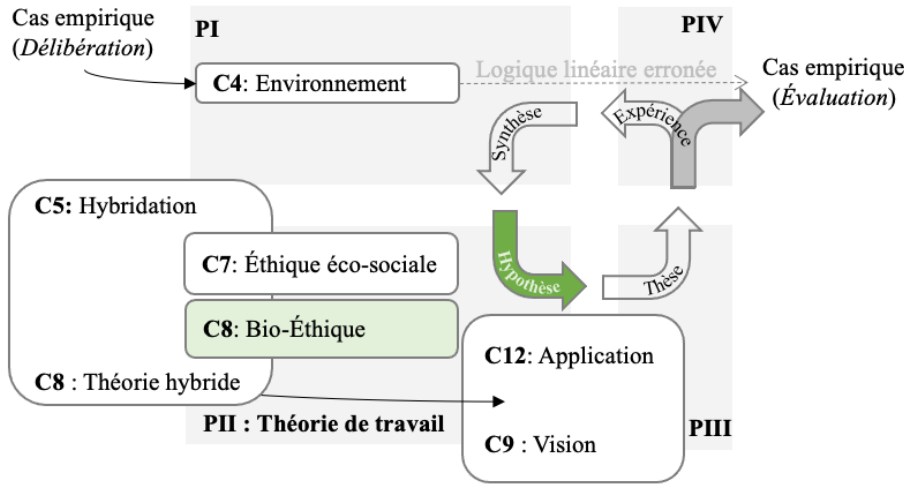 Cas empirique
(Délibération)
PI
PIV
C4: Environnement
Logique linéaire erronée
Cas empirique
(Évaluation)
Synthèse
Expérience
C5: Hybridation
C7: Éthique éco-sociale
Hypothèse
Thèse
C8: Bio-Éthique
C12: Application
C8 : Théorie hybride
PII : Théorie de travail
C9 : Vision
PIII